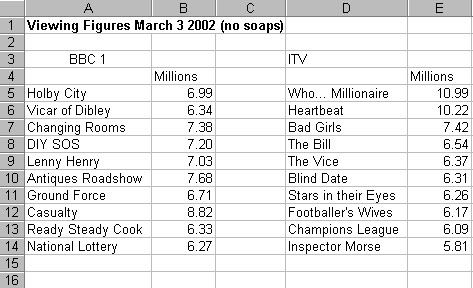 A B C D E
1 Viewing Figures March 3 2002 (no soaps)
2
3 BBC 1 ITV
4 Millions Millions
5 Holby City 6.99 Who... Millionaire 10.99
6 Vicar of Dibley 6.34 Heartbeat 10.22
7 Changing Rooms 7.38 Bad Girls 7.42
8 DIY SOS 7.20 The Bill 6.54
9 Lenny Henry 7.03 The Vice 6.37
10 Antiques Roadshow 7.68 Blind Date 6.31
11 Ground Force 6.71 Stars in their Eyes 6.26
12 Casualty 8.82 Footballer's Wives 6.17
13 Ready Steady Cook 6.33 Champions League 6.09
14 National Lottery 6.27 Inspector Morse 5.81
15
16